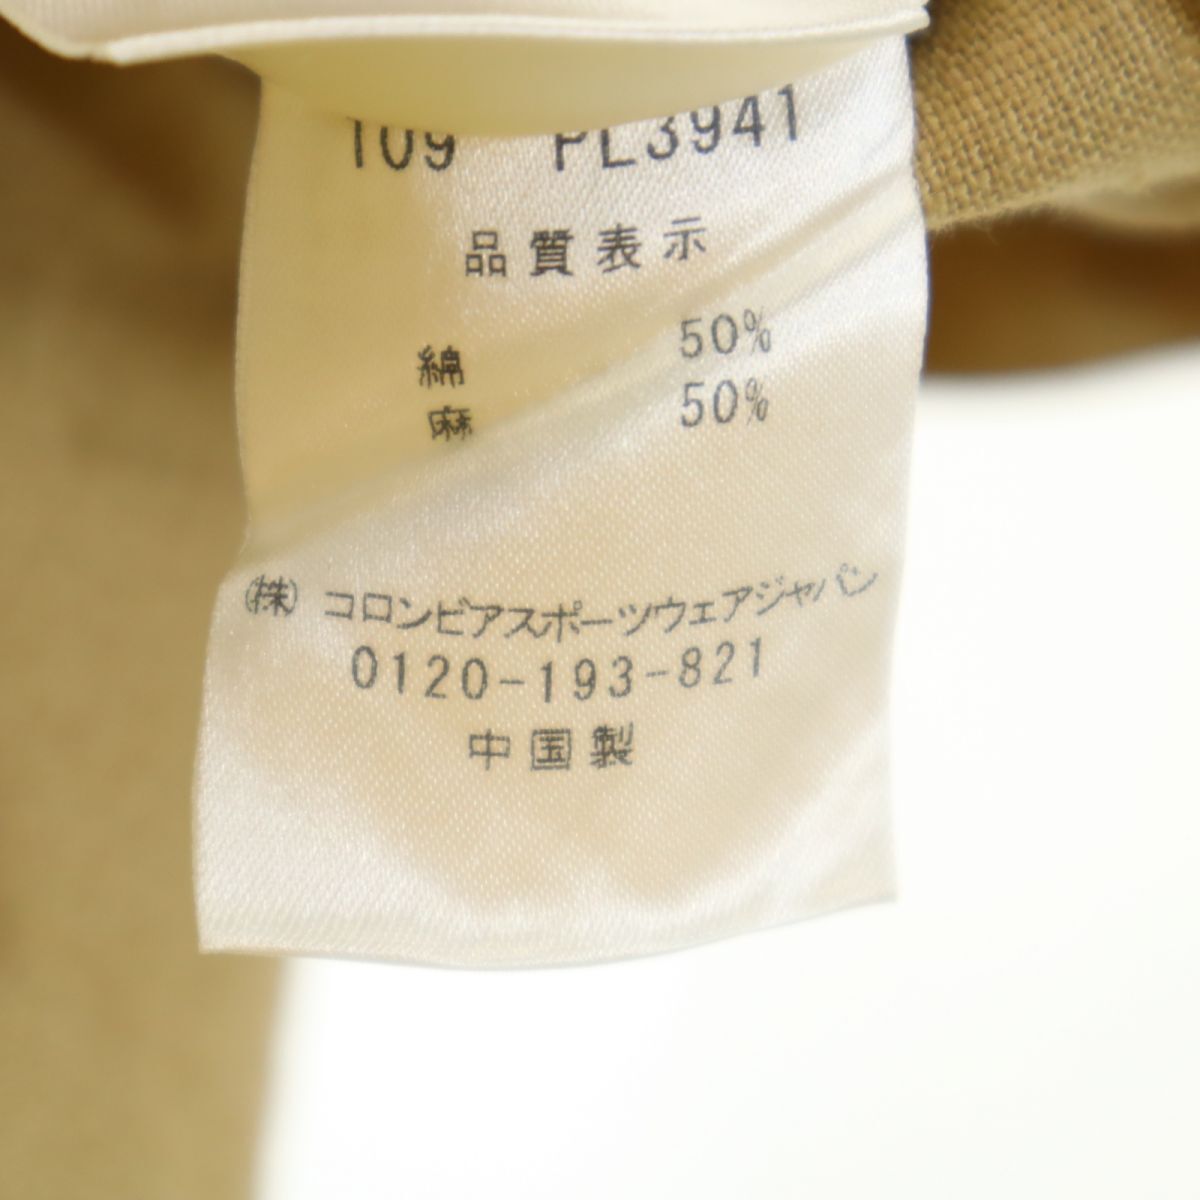 109 PL3941
品質表示
綿 50%
麻 50%
㈱コロンビアスポーツウェアジャパン
0120-193-821
中国製